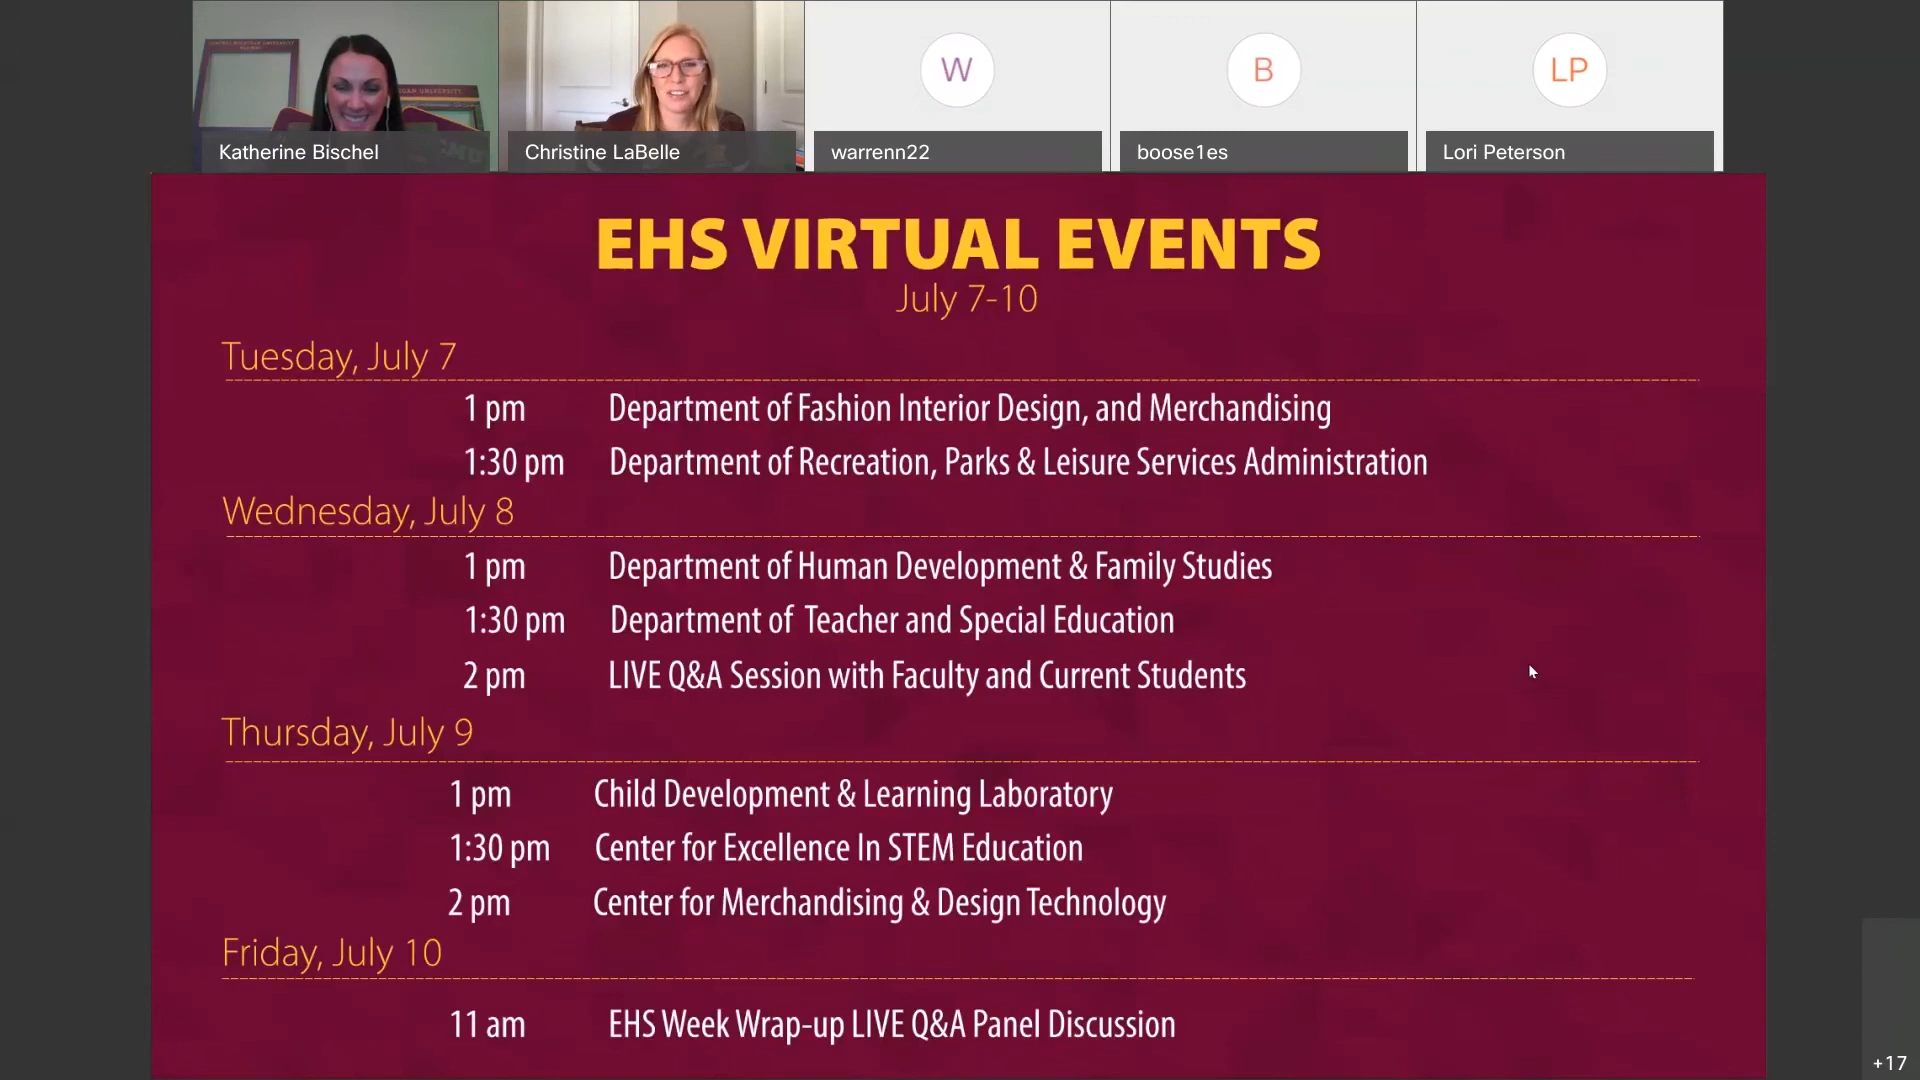 Katherine Bischel
Christine LaBelle
W
warrenn22
B
boose1es
LP
Lori Peterson
EHS VIRTUAL EVENTS
July 7-10
Tuesday, July 7
1 pm Department of Fashion Interior Design, and Merchandising
1:30 pm Department of Recreation, Parks & Leisure Services Administration
Wednesday, July 8
1 pm Department of Human Development & Family Studies
1:30 pm Department of Teacher and Special Education
2 pm LIVE Q&A Session with Faculty and Current Students
Thursday, July 9
1 pm Child Development & Learning Laboratory
1:30 pm Center for Excellence In STEM Education
2 pm Center for Merchandising & Design Technology
Friday, July 10
11 am EHS Week Wrap-up LIVE Q&A Panel Discussion
+17